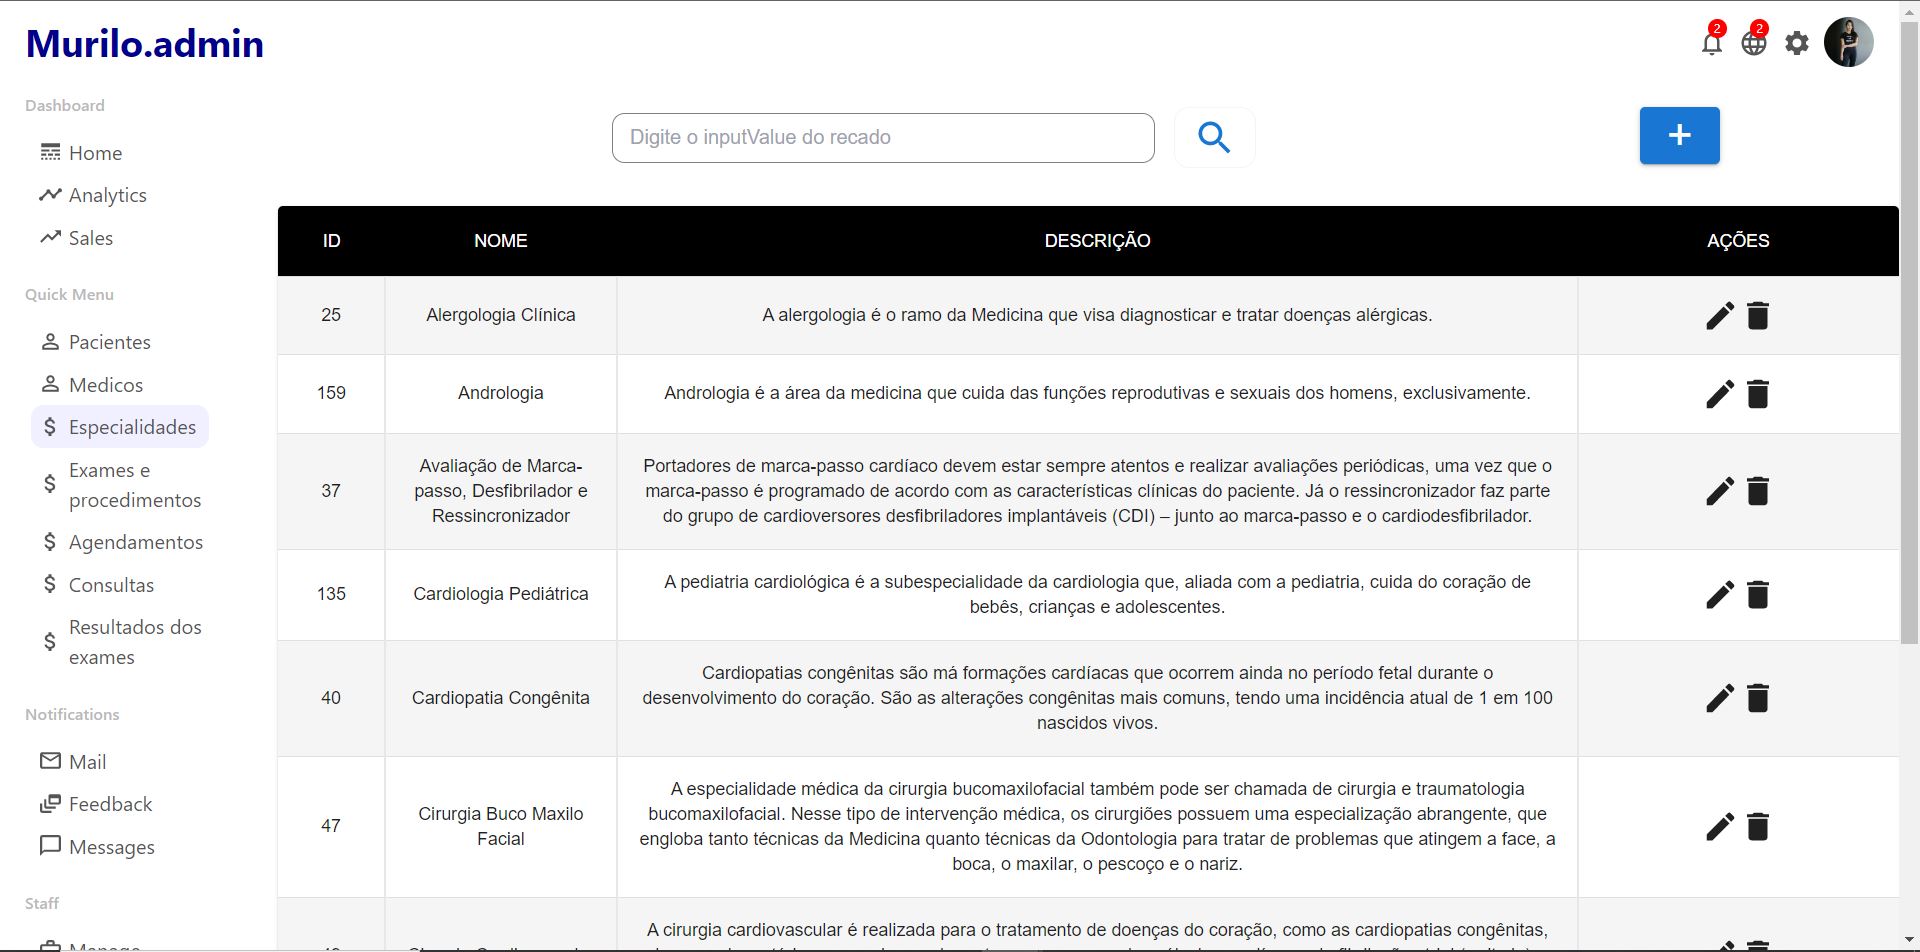 Murilo.admin
2
2
Dashboard
Home
Analytics
Sales
Quick Menu
Pacientes
Medicos
Especialidades
Exames e
procedimentos
Agendamentos
Consultas
Resultados dos
exames
Notifications
Mail
Feedback
Messages
Staff
Manage
Digite o inputValue do recado
+
ID NOME DESCRIÇÃO AÇÕES
25 Alergologia Clínica A alergologia é o ramo da Medicina que visa diagnosticar e tratar doenças alérgicas.
159 Andrologia Andrologia é a área da medicina que cuida das funções reprodutivas e sexuais dos homens, exclusivamente.
37
Avaliação de Marca-
passo, Desfibrilador e
Ressincronizador
Portadores de marca-passo cardíaco devem estar sempre atentos e realizar avaliações periódicas, uma vez que o
marca-passo é programado de acordo com as características clínicas do paciente. Já o ressincronizador faz parte
do grupo de cardioversores desfibriladores implantáveis (CDI) – junto ao marca-passo e o cardiodesfibrilador.
135
Cardiologia Pediátrica
A pediatria cardiológica é a subespecialidade da cardiologia que, aliada com a pediatria, cuida do coração de
bebês, crianças e adolescentes.
40
Cardiopatia Congênita
Cardiopatias congênitas são má formações cardíacas que ocorrem ainda no período fetal durante o
desenvolvimento do coração. São as alterações congênitas mais comuns, tendo uma incidência atual de 1 em 100
nascidos vivos.
47
Cirurgia Buco Maxilo
Facial
A especialidade médica da cirurgia bucomaxilofacial também pode ser chamada de cirurgia e traumatologia
bucomaxilofacial. Nesse tipo de intervenção médica, os cirurgiões possuem uma especialização abrangente, que
engloba tanto técnicas da Medicina quanto técnicas da Odontologia para tratar de problemas que atingem a face, a
boca, o maxilar, o pescoço e o nariz.
A cirurgia cardiovascular é realizada para o tratamento de doenças do coração, como as cardiopatias congênitas,